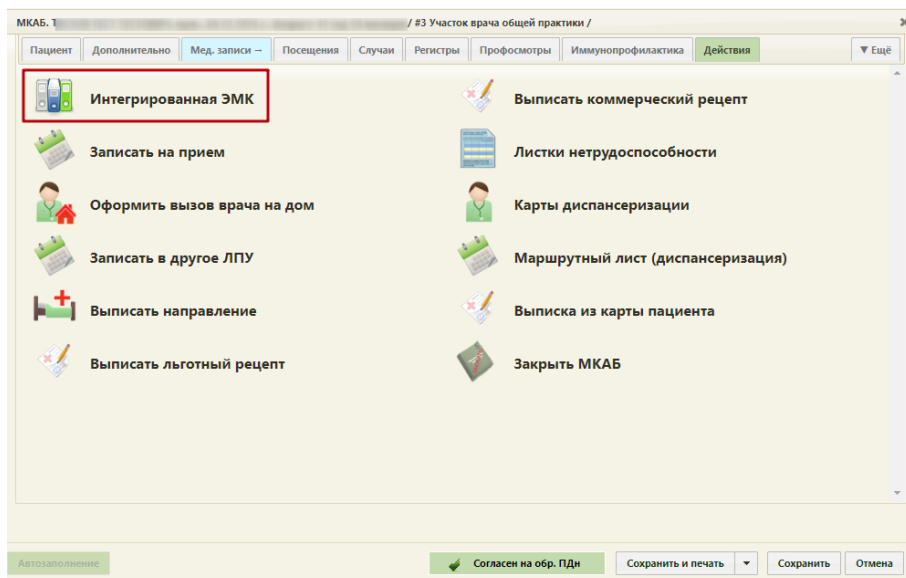 МКАБ. Т / #3 Участок врача общей практики /
Пациент Дополнительно Мед. записи → Посещения Случаи Регистры Профосмотры Иммунопрофилактика Действия ▼ Ещё
Интегрированная ЭМК
Выписать коммерческий рецепт
Записать на прием
Листки нетрудоспособности
Оформить вызов врача на дом
Карты диспансеризации
Записать в другое ЛПУ
Маршрутный лист (диспансеризация)
Выписать направление
Выписка из карты пациента
Выписать льготный рецепт
Закрыть МКАБ
Автозаполнение Согласен на обр. ПДн Сохранить и печать Сохранить Отмена